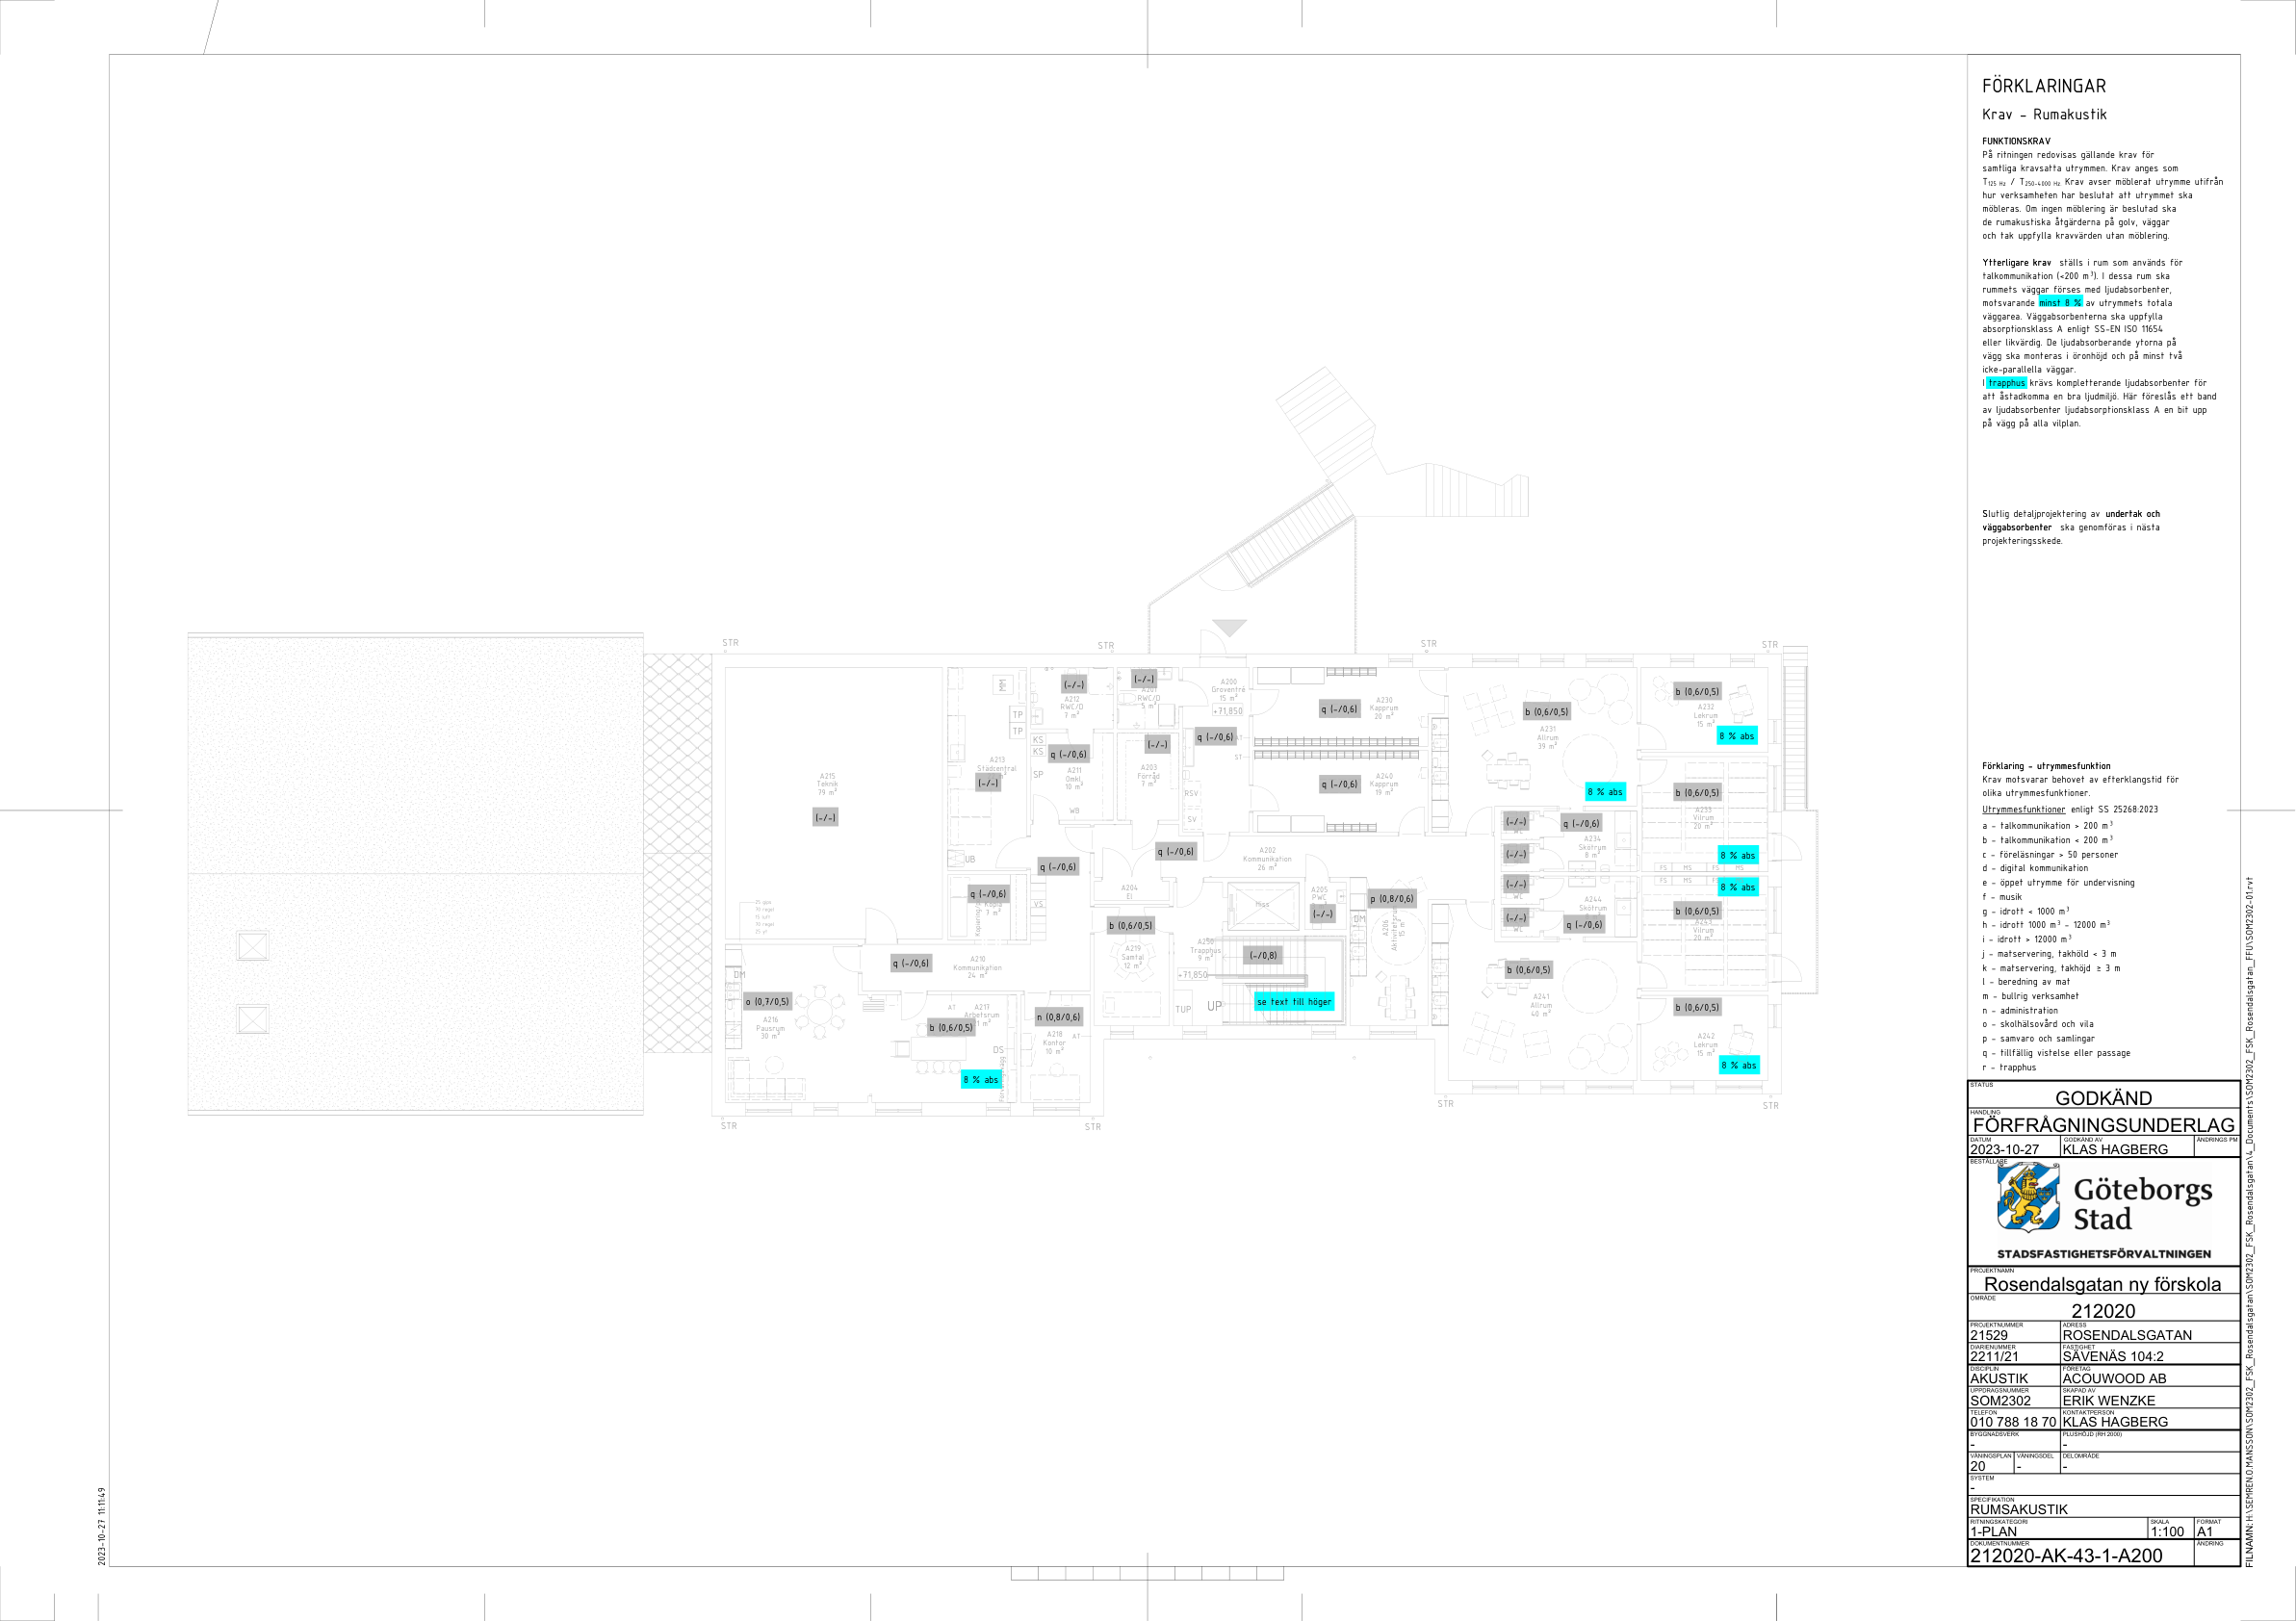 FÖRKLARINGAR
Krav - Rumakustik
FUNKTIONSKRAV
På ritningen redovisas gällande krav för
samtliga kravsatta utrymmen. Krav anges som
T125 Hz / T250-4000 Hz. Krav avser möblerat utrymme utifrån
hur verksamheten har beslutat att utrymmet ska
möbleras. Om ingen möblering är beslutad ska
de rumakustiska åtgärderna på golv, väggar
och tak uppfylla kravvärden utan möblering.
Ytterligare krav ställs i rum som används för
talkommunikation (<200 m³). I dessa rum ska
rummets väggar förses med ljudabsorbenter,
motsvarande minst 8 % av utrymmets totala
väggarea. Väggabsorbenterna ska uppfylla
absorptionsklass A enligt SS-EN ISO 11654
eller likvärdig. De ljudabsorberande ytorna på
vägg ska monteras i öronhöjd och på minst två
icke-parallella väggar.
I trapphus krävs kompletterande ljudabsorbenter för
att åstadkomma en bra ljudmiljö. Här föreslås ett band
av ljudabsorbenter ljudabsorptionsklass A en bit upp
på vägg på alla vilplan.
Slutlig detaljprojektering av undertak och
väggabsorbenter ska genomföras i nästa
projekteringsskede.
Förklaring - utrymmesfunktion
Krav motsvarar behovet av efterklangstid för
olika utrymmesfunktioner.
Utrymmesfunktioner enligt SS 25268:2023
a - talkommunikation > 200 m³
b - talkommunikation < 200 m³
c - föreläsningar > 50 personer
d - digital kommunikation
e - öppet utrymme för undervisning
f - musik
g - idrott < 1000 m³
h - idrott 1000 m³ - 12000 m³
i - idrott > 12000 m³
j - matservering, takhöld < 3 m
k - matservering, takhöjd ≥ 3 m
l - beredning av mat
m - bullrig verksamhet
n - administration
o - skolhälsovård och vila
p - samvaro och samlingar
q - tillfällig vistelse eller passage
r - trapphus
STATUS
GODKÄND
HANDLING
FÖRFRÅGNINGSUNDERLAG
DATUM GODKÄND AV ÄNDRINGS PM
2023-10-27 KLAS HAGBERG
BESTÄLLARE
Göteborgs
Stad
STADSFASTIGHETSFÖRVALTNINGEN
PROJEKTNAMN
Rosendalsgatan ny förskola
OMRÅDE
212020
PROJEKTNUMMER ADRESS
21529 ROSENDALSGATAN
DIARIENUMMER FASTIGHET
2211/21 SÄVENÄS 104:2
DISCIPLIN FÖRETAG
AKUSTIK ACOUWOOD AB
UPPDRAGSNUMMER SKAPAD AV
SOM2302 ERIK WENZKE
TELEFON KONTAKTPERSON
010 788 18 70 KLAS HAGBERG
BYGGNADSVERK PLUSHÖJD (RH 2000)
- -
VÅNINGSPLAN VÅNINGSDEL DELOMRÅDE
20 - -
SYSTEM
-
SPECIFIKATION
RUMSAKUSTIK
RITNINGSKATEGORI SKALA FORMAT
1-PLAN 1:100 A1
DOKUMENTNUMMER ÄNDRING
212020-AK-43-1-A200
FILNAMN: H:\SEMREN.O.MANSSON\SOM2302_FSK_Rosendalsgatan\SOM2302_FSK_Rosendalsgatan\4_Documents\SOM2302_FSK_Rosendalsgatan_FFU\SOM2302-01.rvt
2023-10-27 11:11:49
STR
STR
STR
STR
(-/-)
A212
RWC/D
7 m²
(-/-)
RWC/D
5 m²
A200
Groventré
15 m²
+71,850
q (-/0,6)
q (-/0,6)
A230
Kapprum
20 m²
b (0,6/0,5)
A231
Allrum
39 m²
8 % abs
b (0,6/0,5)
A232
Lekrum
15 m²
8 % abs
MM
TP
TP
KS
KS
SP
q (-/0,6)
A211
Omkl.
10 m²
WB
(-/-)
A203
Förråd
7 m²
ST
RSV
SV
q (-/0,6)
A240
Kapprum
19 m²
A215
Teknik
79 m²
(-/-)
A213
Städcentral
(-/-)
UB
b (0,6/0,5)
A233
Vilrum
20 m²
8 % abs
(-/-)
(-/-)
(-/-)
(-/-)
q (-/0,6)
A234
Skötrum
8 m²
FS MS FS MS
FS MS
8 % abs
b (0,6/0,5)
Vilrum
20 m²
A244
Skötrum
q (-/0,6)
q (-/0,6)
q (-/0,6)
A202
Kommunikation
26 m²
q (-/0,6)
VS
A204
El
Hiss
A205
(-/-)
p (0,8/0,6)
DM
A206
15 m²
b (0,6/0,5)
A219
Samtal
12 m²
Trapphus
9 m²
+71,850
(-/0,8)
se text till höger
TUP
UP
q (-/0,6)
A210
Kommunikation
24 m²
DM
o (0,7/0,5)
A216
Pausrum
30 m²
AT
A217
Arbetsrum
b (0,6/0,5)
DS
8 % abs
n (0,8/0,6)
A218
Kontor
10 m²
AT
b (0,6/0,5)
A241
Allrum
40 m²
b (0,6/0,5)
A242
Lekrum
15 m²
8 % abs
STR
STR
STR
STR